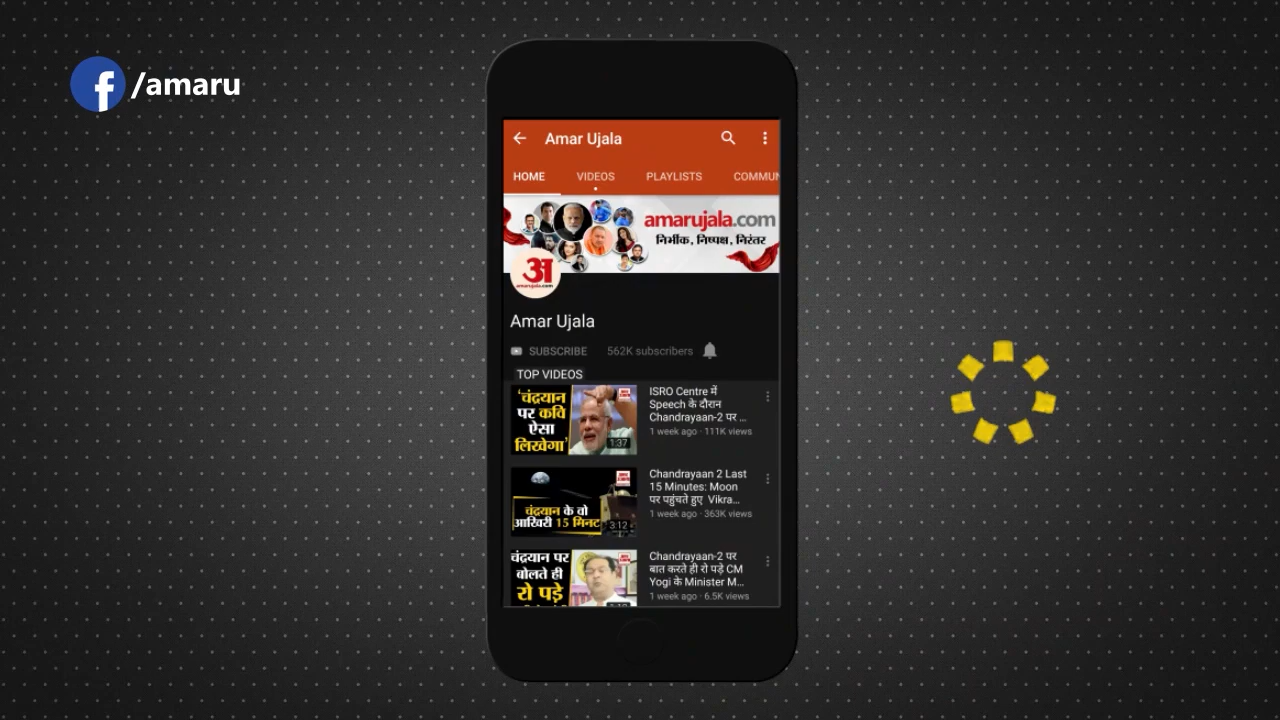 /amaru
Amar Ujala
HOME VIDEOS PLAYLISTS COMMUN
amarujala.com
निर्भीक, निष्पक्ष, निरंतर
अ
amarujala.com
Amar Ujala
SUBSCRIBE 562K subscribers
TOP VIDEOS
'चंद्रयान
पर कवि
ऐसा
लिखेगा'
1:37
ISRO Centre में
Speech के दौरान
Chandrayaan-2 पर ...
1 week ago · 111K views
चंद्रयान के वो
आखिरी 15 मिनट
3:12
Chandrayaan 2 Last
15 Minutes: Moon
पर पहुंचते हुए Vikra...
1 week ago · 363K views
चंद्रयान पर
बोलते ही
रो पड़े
Chandrayaan-2 पर
बात करते ही रो पड़े CM
Yogi के Minister M...
1 week ago · 6.5K views